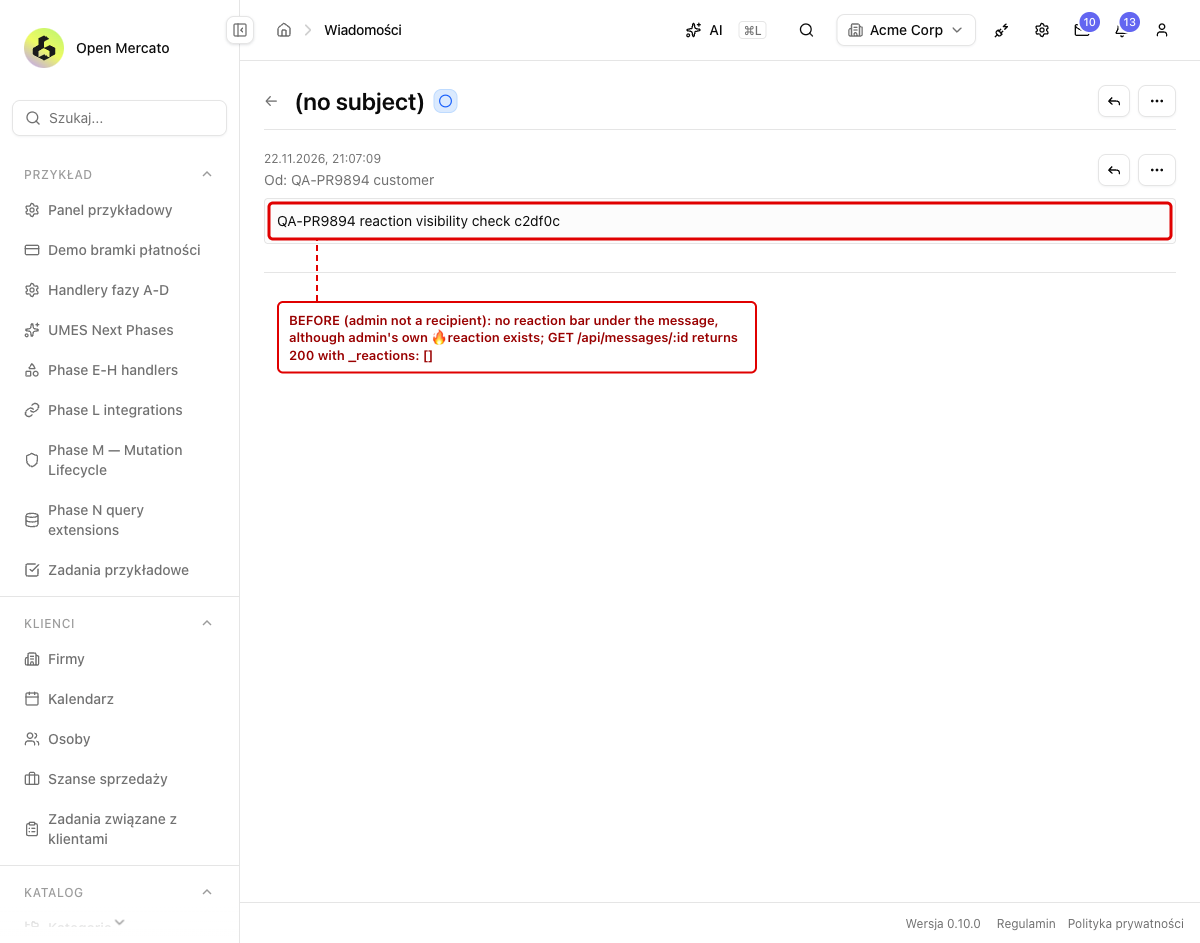 Open Mercato
Szukaj...
PRZYKŁAD
Panel przykładowy
Demo bramki płatności
Handlery fazy A-D
UMES Next Phases
Phase E-H handlers
Phase L integrations
Phase M — Mutation
Lifecycle
Phase N query
extensions
Zadania przykładowe
KLIENCI
Firmy
Kalendarz
Osoby
Szanse sprzedaży
Zadania związane z
klientami
KATALOG
Wiadomości
AI
⌘L
Acme Corp
10
13
(no subject)
22.11.2026, 21:07:09
Od: QA-PR9894 customer
QA-PR9894 reaction visibility check c2df0c
BEFORE (admin not a recipient): no reaction bar under the message,
although admin's own 🔥reaction exists; GET /api/messages/:id returns
200 with _reactions: []
Wersja 0.10.0
Regulamin
Polityka prywatności